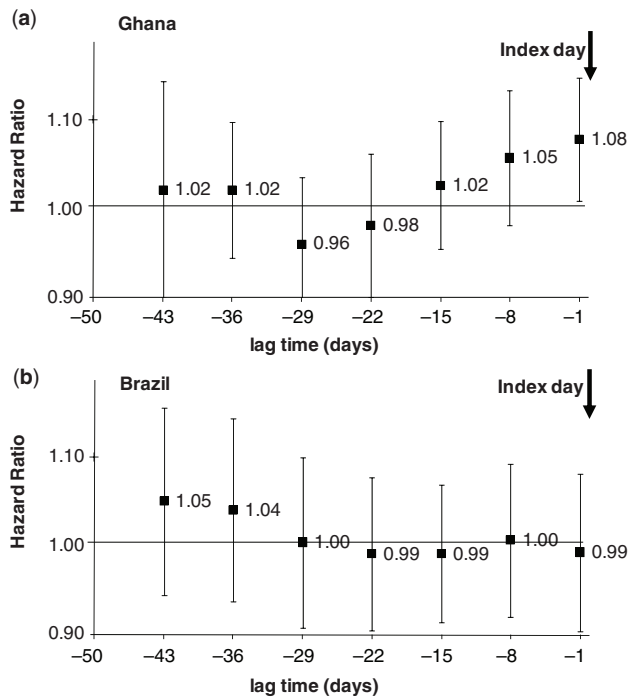 (a)
Ghana
Index day
Hazard Ratio
1.10
1.00
0.90
1.02
1.02
0.96
0.98
1.02
1.05
1.08
−50 −43 −36 −29 −22 −15 −8 −1
lag time (days)
(b)
Brazil
Index day
Hazard Ratio
1.10
1.00
0.90
1.05
1.04
1.00
0.99
0.99
1.00
0.99
−50 −43 −36 −29 −22 −15 −8 −1
lag time (days)